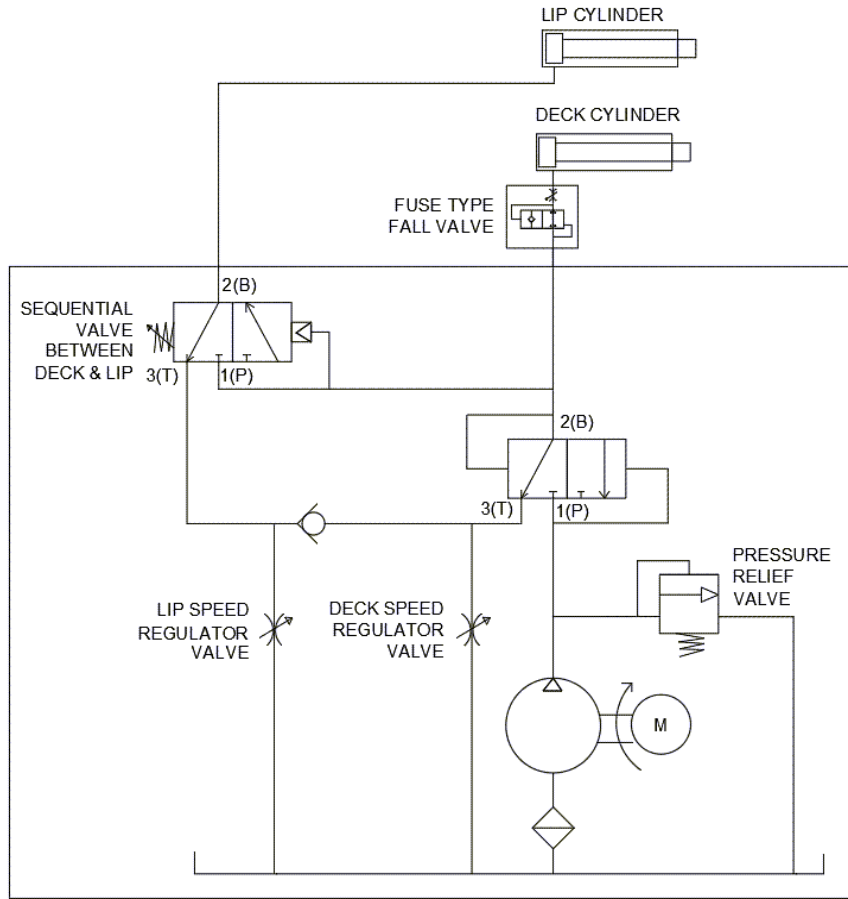 LIP CYLINDER
DECK CYLINDER
FUSE TYPE
FALL VALVE
2(B)
SEQUENTIAL
VALVE
BETWEEN
DECK & LIP
3(T)
1(P)
2(B)
3(T)
1(P)
PRESSURE
RELIEF
VALVE
LIP SPEED
REGULATOR
VALVE
DECK SPEED
REGULATOR
VALVE
M